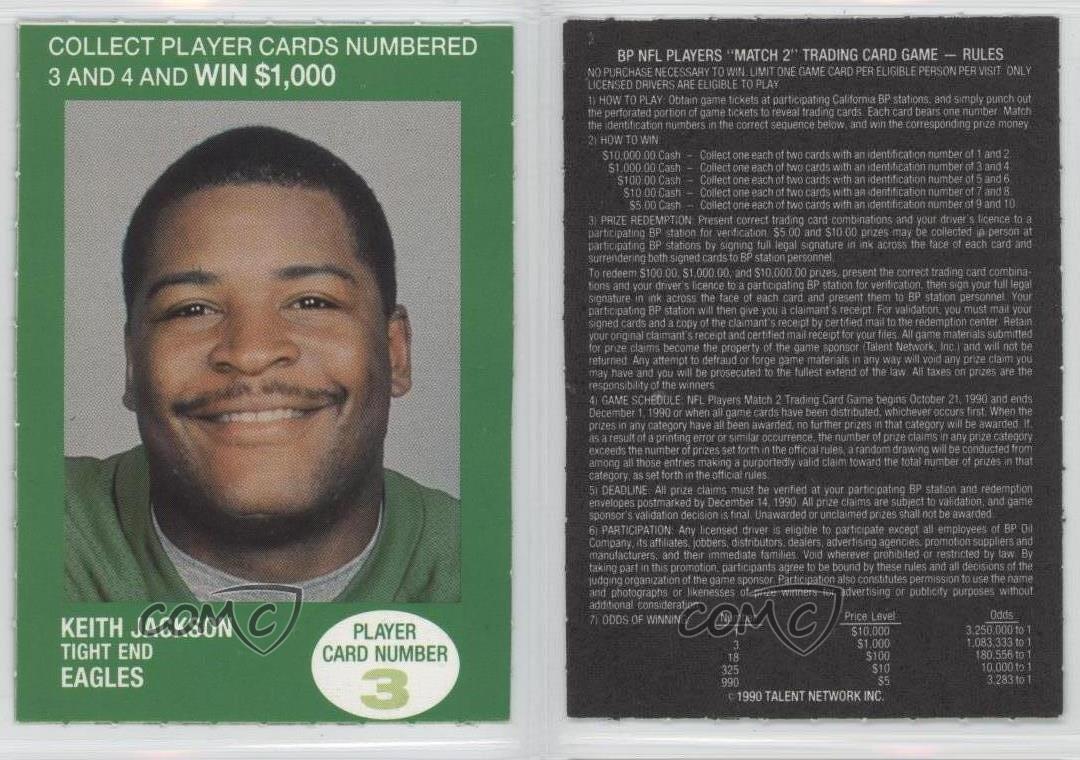 COLLECT PLAYER CARDS NUMBERED
3 AND 4 AND WIN $1,000
KEITH JACKSON
TIGHT END
EAGLES
PLAYER
CARD NUMBER
3
COMC
BP NFL PLAYERS "MATCH 2" TRADING CARD GAME — RULES
NO PURCHASE NECESSARY TO WIN. LIMIT ONE GAME CARD PER ELIGIBLE PERSON PER VISIT. ONLY
LICENSED DRIVERS ARE ELIGIBLE TO PLAY
1) HOW TO PLAY: Obtain game tickets at participating California BP stations, and simply punch out
the perforated portion of game tickets to reveal trading cards. Each card bears one number. Match
the identification numbers in the correct sequence below, and win the corresponding prize money.
2) HOW TO WIN:
$10,000.00 Cash – Collect one each of two cards with an identification number of 1 and 2.
$1,000.00 Cash – Collect one each of two cards with an identification number of 3 and 4.
$100.00 Cash – Collect one each of two cards with an identification number of 5 and 6.
$10.00 Cash – Collect one each of two cards with an identification number of 7 and 8.
$5.00 Cash – Collect one each of two cards with an identification number of 9 and 10.
3) PRIZE REDEMPTION: Present correct trading card combinations and your driver's licence to a
participating BP station for verification. $5.00 and $10.00 prizes may be collected in person at
participating BP stations by signing full legal signature in ink across the face of each card and
surrendering both signed cards to BP station personnel.
To redeem $100.00, $1,000.00, and $10,000.00 prizes, present the correct trading card combina-
tions and your driver's licence to a participating BP station for verification, then sign your full legal
signature in ink across the face of each card and present them to BP station personnel. Your
participating BP station will then give you a claimant's receipt. For validation, you must mail your
signed cards and a copy of the claimant's receipt by certified mail to the redemption center. Retain
your original claimant's receipt and certified mail receipt for your files. All game materials submitted
for prize claims become the property of the game sponsor (Talent Network, Inc.) and will not be
returned. Any attempt to defraud or forge game materials in any way will void any prize claim you
may have and you will be prosecuted to the fullest extend of the law. All taxes on prizes are the
responsibility of the winners.
4) GAME SCHEDULE: NFL Players Match 2 Trading Card Game begins October 21, 1990 and ends
December 1, 1990 or when all game cards have been distributed, whichever occurs first. When the
prizes in any category have all been awarded, no further prizes in that category will be awarded. If,
as a result of a printing error or similar occurrence, the number of prize claims in any prize category
exceeds the number of prizes set forth in the official rules, a random drawing will be conducted from
among all those entries making a purportedly valid claim toward the total number of prizes in that
category, as set forth in the official rules.
5) DEADLINE: All prize claims must be verified at your participating BP station and redemption
envelopes postmarked by December 14, 1990. All prize claims are subject to validation, and game
sponsor's validation decision is final. Unawarded or unclaimed prizes shall not be awarded.
6) PARTICIPATION: Any licensed driver is eligible to participate except all employees of BP Oil
Company, its affiliates, jobbers, distributors, dealers, advertising agencies, promotion suppliers and
manufacturers, and their immediate families. Void wherever prohibited or restricted by law. By
taking part in this promotion, participants agree to be bound by these rules and all decisions of the
judging organization of the game sponsor. Participation also constitutes permission to use the name
and photographs or likenesses of prize winners for advertising or publicity purposes without
additional consideration.
7) ODDS OF WINNING: Number Price Level Odds
1 $10,000 3,250,000 to 1
3 $1,000 1,083,333 to 1
18 $100 180,556 to 1
325 $10 10,000 to 1
990 $5 3,283 to 1
COMC
© 1990 TALENT NETWORK INC.